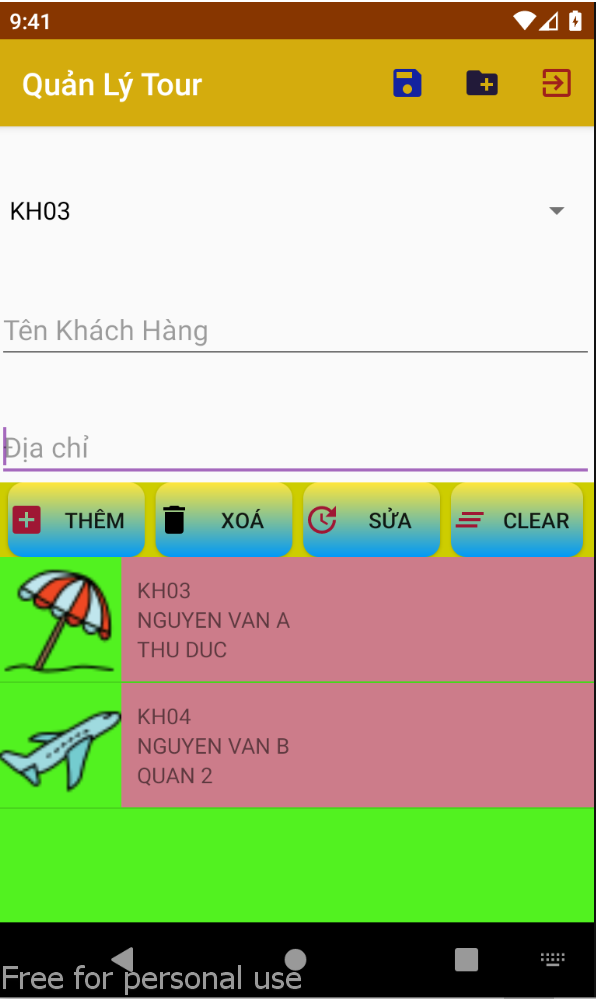 9:41
Quản Lý Tour
KH03
Tên Khách Hàng
Địa chỉ
THÊM XOÁ SỬA CLEAR
KH03
NGUYEN VAN A
THU DUC
KH04
NGUYEN VAN B
QUAN 2
Free for personal use